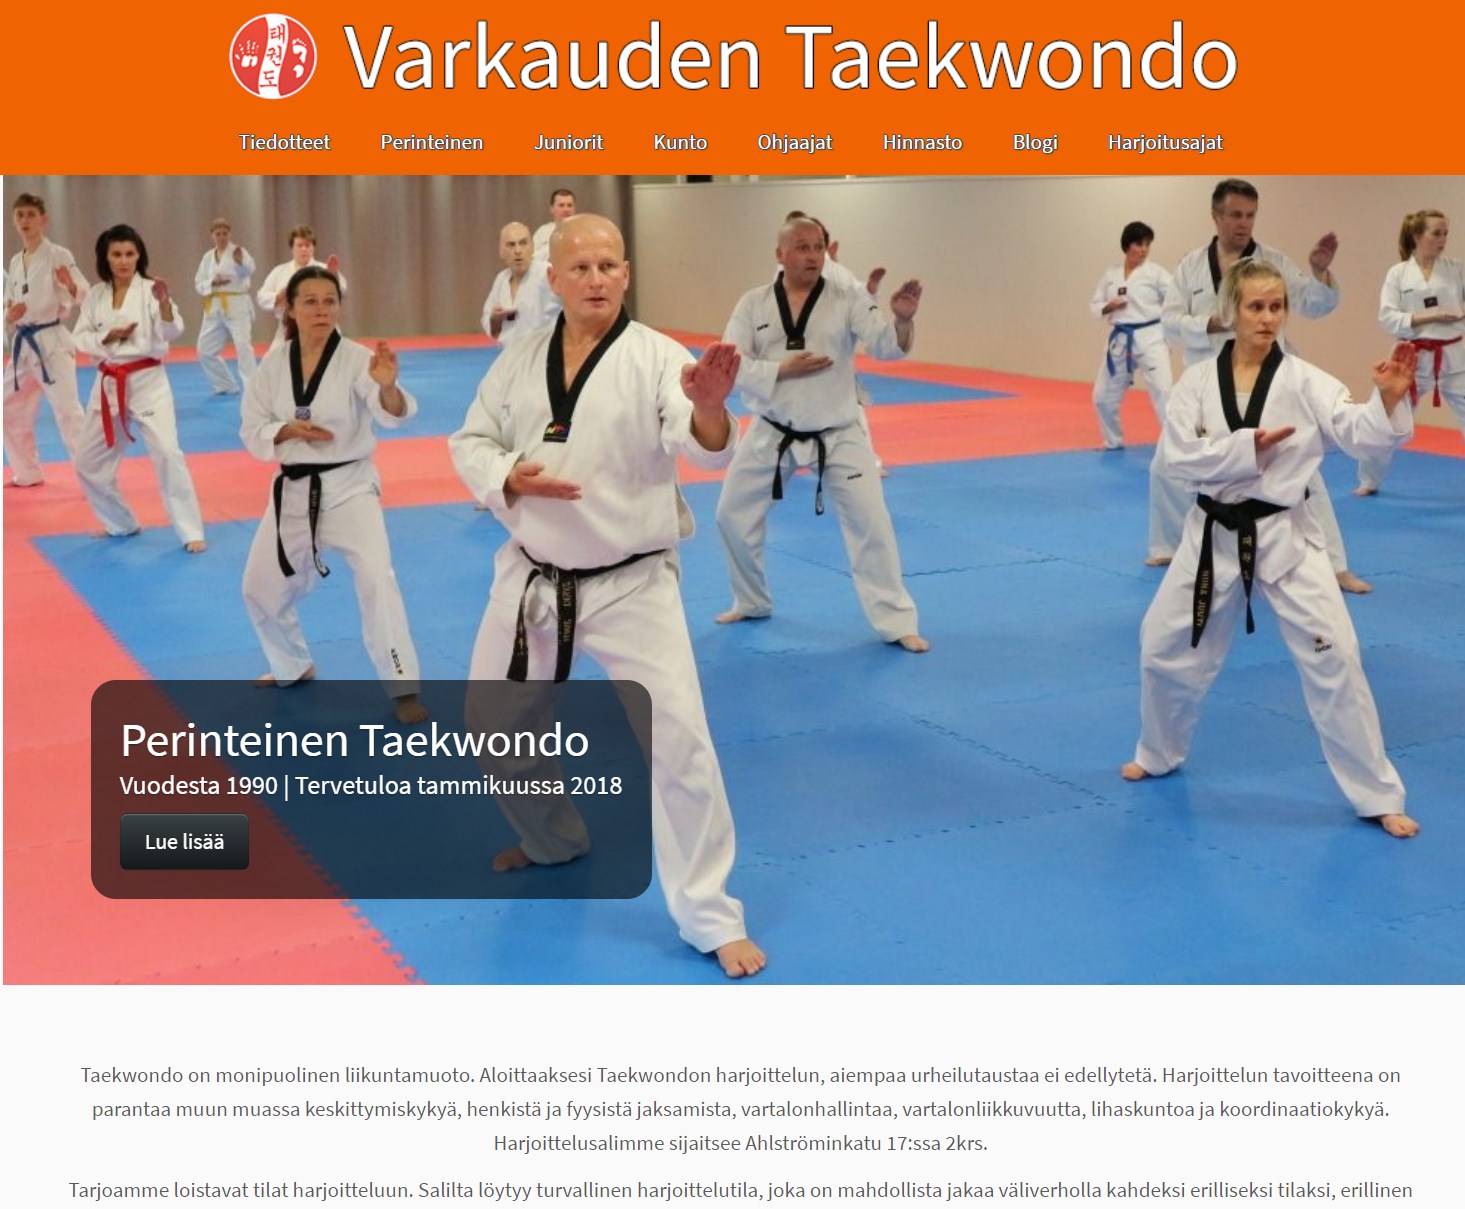 태권도
Varkauden Taekwondo
Tiedotteet Perinteinen Juniorit Kunto Ohjaajat Hinnasto Blogi Harjoitusajat
Perinteinen Taekwondo
Vuodesta 1990 | Tervetuloa tammikuussa 2018
Lue lisää
Taekwondo on monipuolinen liikuntamuoto. Aloittaaksesi Taekwondon harjoittelun, aiempaa urheilutaustaa ei edellytetä. Harjoittelun tavoitteena on
parantaa muun muassa keskittymiskykyä, henkistä ja fyysistä jaksamista, vartalonhallintaa, vartalonliikkuvuutta, lihaskuntoa ja koordinaatiokykyä.
Harjoittelusalimme sijaitsee Ahlströminkatu 17:ssa 2krs.
Tarjoamme loistavat tilat harjoitteluun. Salilta löytyy turvallinen harjoittelutila, joka on mahdollista jakaa väliverholla kahdeksi erilliseksi tilaksi, erillinen